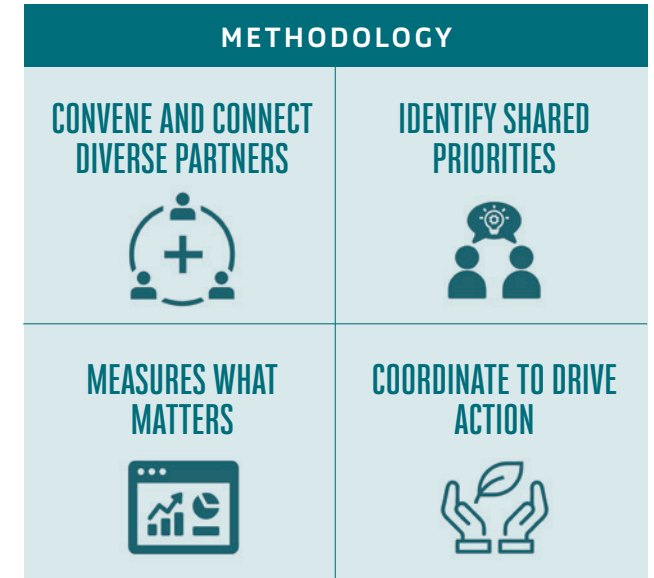 METHODOLOGY
CONVENE AND CONNECT
DIVERSE PARTNERS
IDENTIFY SHARED
PRIORITIES
MEASURES WHAT
MATTERS
COORDINATE TO DRIVE
ACTION